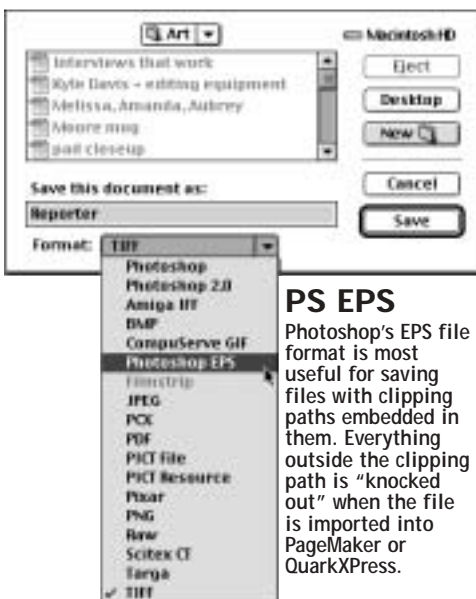 Art
Macintosh HD
Interviews that work
Kyle Davis - editing equipment
Melissa, Amanda, Aubrey
Moore mug
pad closeup
Eject
Desktop
New
Cancel
Save
Save this document as:
Reporter
Format: TIFF
Photoshop
Photoshop 2.0
Amiga IFF
BMP
CompuServe GIF
Photoshop EPS
Filmstrip
JPEG
PCX
PDF
PICT File
PICT Resource
Pixar
PNG
Raw
Scitex CT
Targa
✓ TIFF
PS EPS
Photoshop's EPS file
format is most
useful for saving
files with clipping
paths embedded in
them. Everything
outside the clipping
path is “knocked
out” when the file
is imported into
PageMaker or
QuarkXPress.